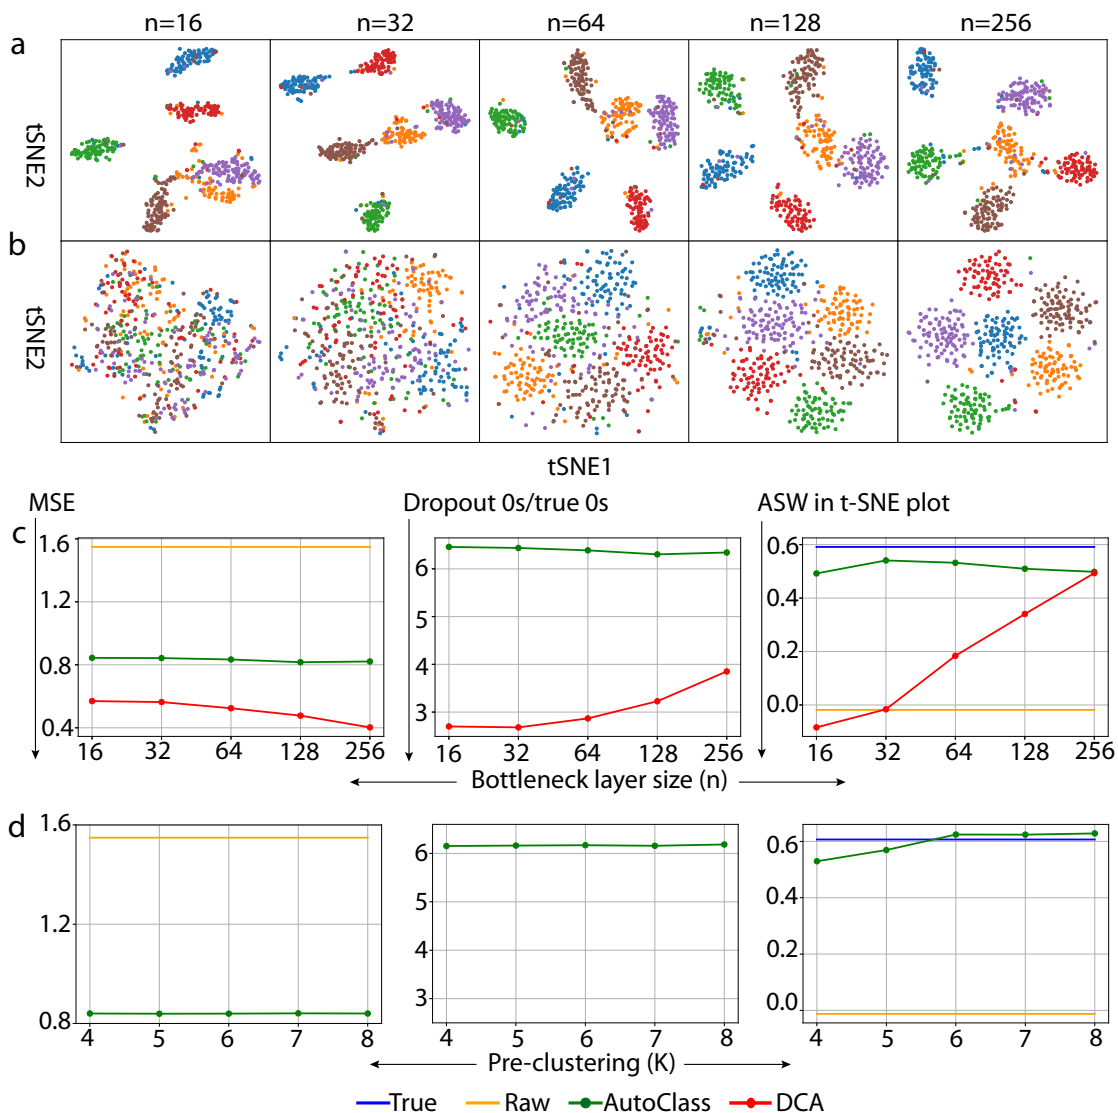 n=16 n=32 n=64 n=128 n=256
a
tSNE2
b
tSNE2
tSNE1
MSE Dropout 0s/true 0s ASW in t-SNE plot
c
1.6
1.2
0.8
0.4
16 32 64 128 256
6
5
4
3
16 32 64 128 256
0.6
0.4
0.2
0.0
16 32 64 128 256
Bottleneck layer size (n)
d
1.6
1.2
0.8
4 5 6 7 8
6
5
4
3
4 5 6 7 8
0.6
0.4
0.2
0.0
4 5 6 7 8
Pre-clustering (K)
True Raw AutoClass DCA